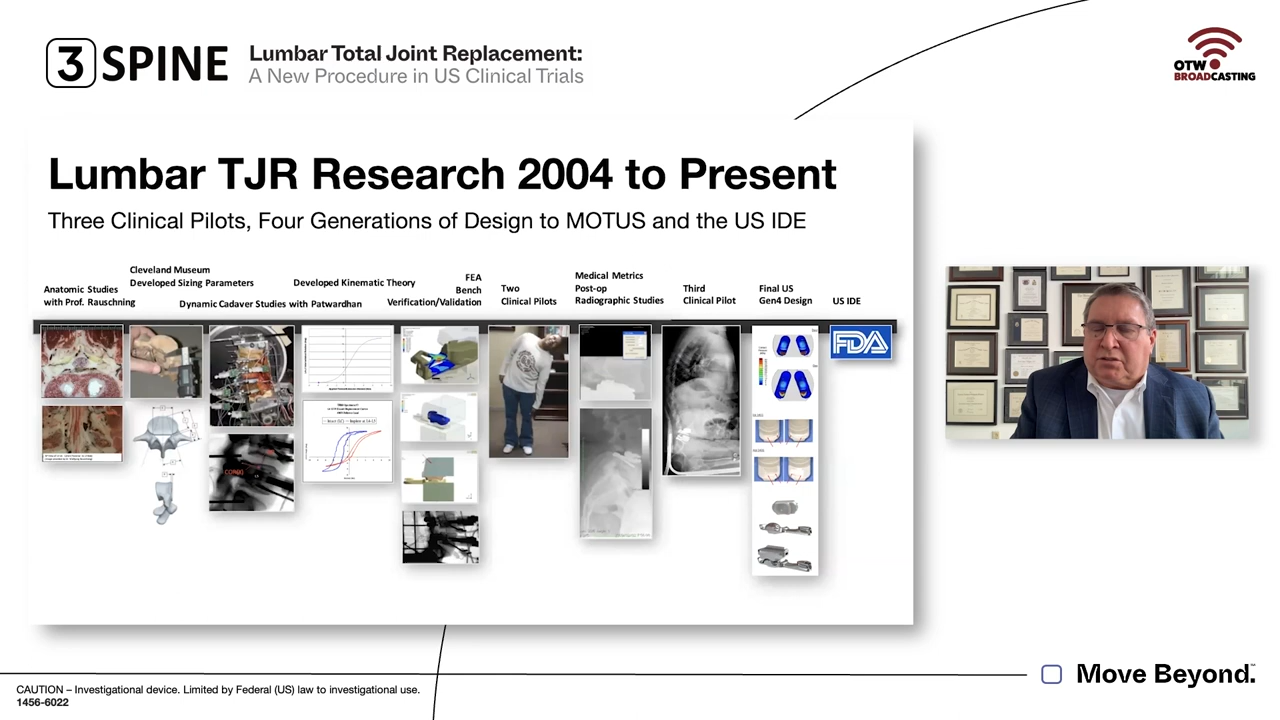 3 SPINE
Lumbar Total Joint Replacement:
A New Procedure in US Clinical Trials
OTW
BROADCASTING
Lumbar TJR Research 2004 to Present
Three Clinical Pilots, Four Generations of Design to MOTUS and the US IDE
Anatomic Studies
with Prof. Rauschning
Cleveland Museum
Developed Sizing Parameters
Dynamic Cadaver Studies with Patwardhan
Developed Kinematic Theory
FEA
Bench
Verification/Validation
Two
Clinical Pilots
Medical Metrics
Post-op
Radiographic Studies
Third
Clinical Pilot
Final US
Gen4 Design
US IDE
FDA
Move Beyond.
CAUTION – Investigational device. Limited by Federal (US) law to investigational use.
1456-6022